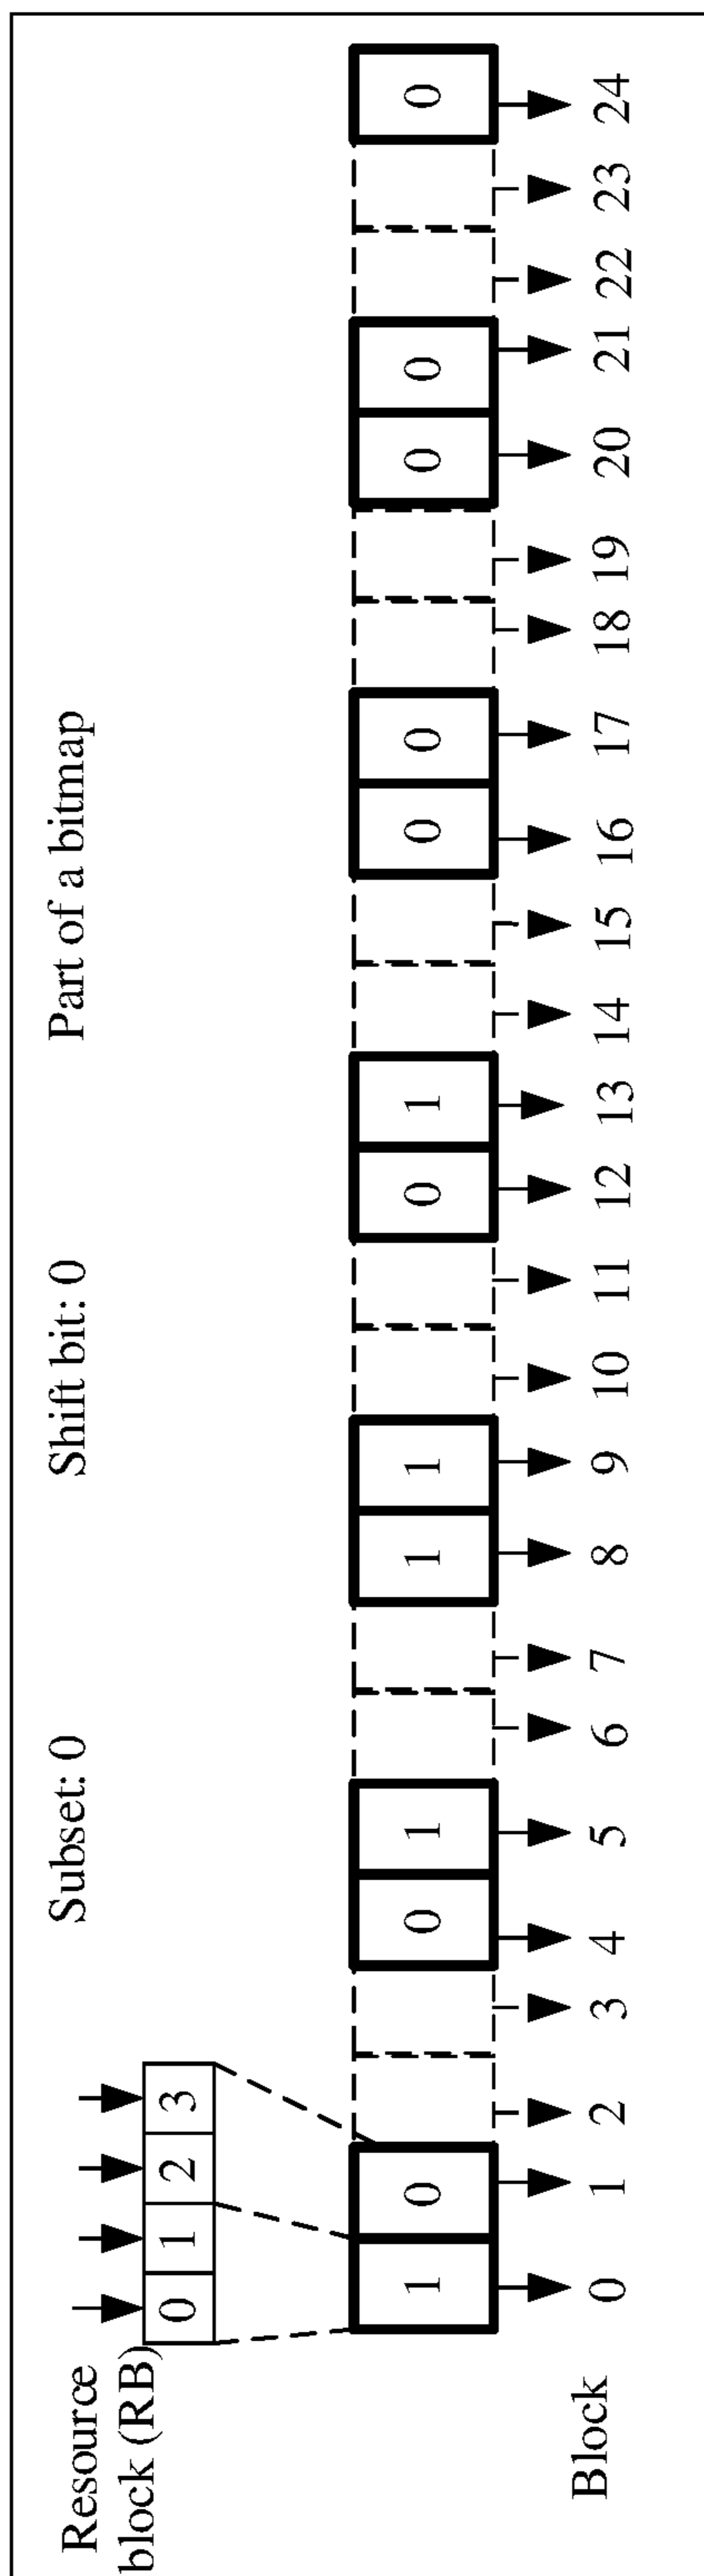 Resource block (RB)
0 1 2 3
Subset: 0
Shift bit: 0
Part of a bitmap
1 0 0 1 1 1 0 1 0 0 0 0 0
Block 0 1 2 3 4 5 6 7 8 9 10 11 12 13 14 15 16 17 18 19 20 21 22 23 24